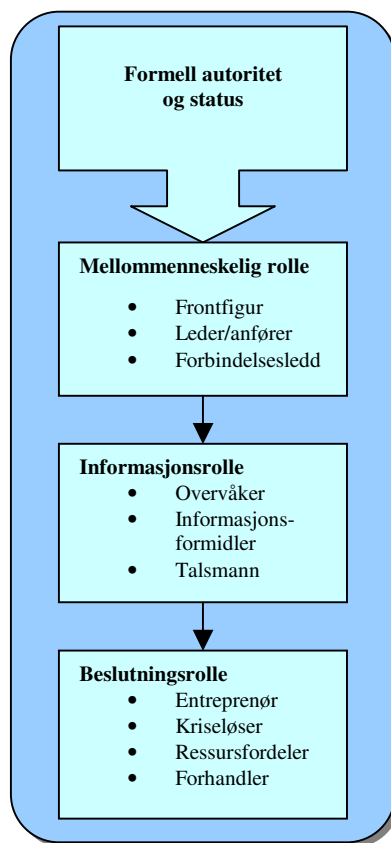 Formell autoritet
og status
Mellommenneskelig rolle
• Frontfigur
• Leder/anfører
• Forbindelsesledd
Informasjonsrolle
• Overvåker
• Informasjons-
formidler
• Talsmann
Beslutningsrolle
• Entreprenør
• Kriseløser
• Ressursfordeler
• Forhandler